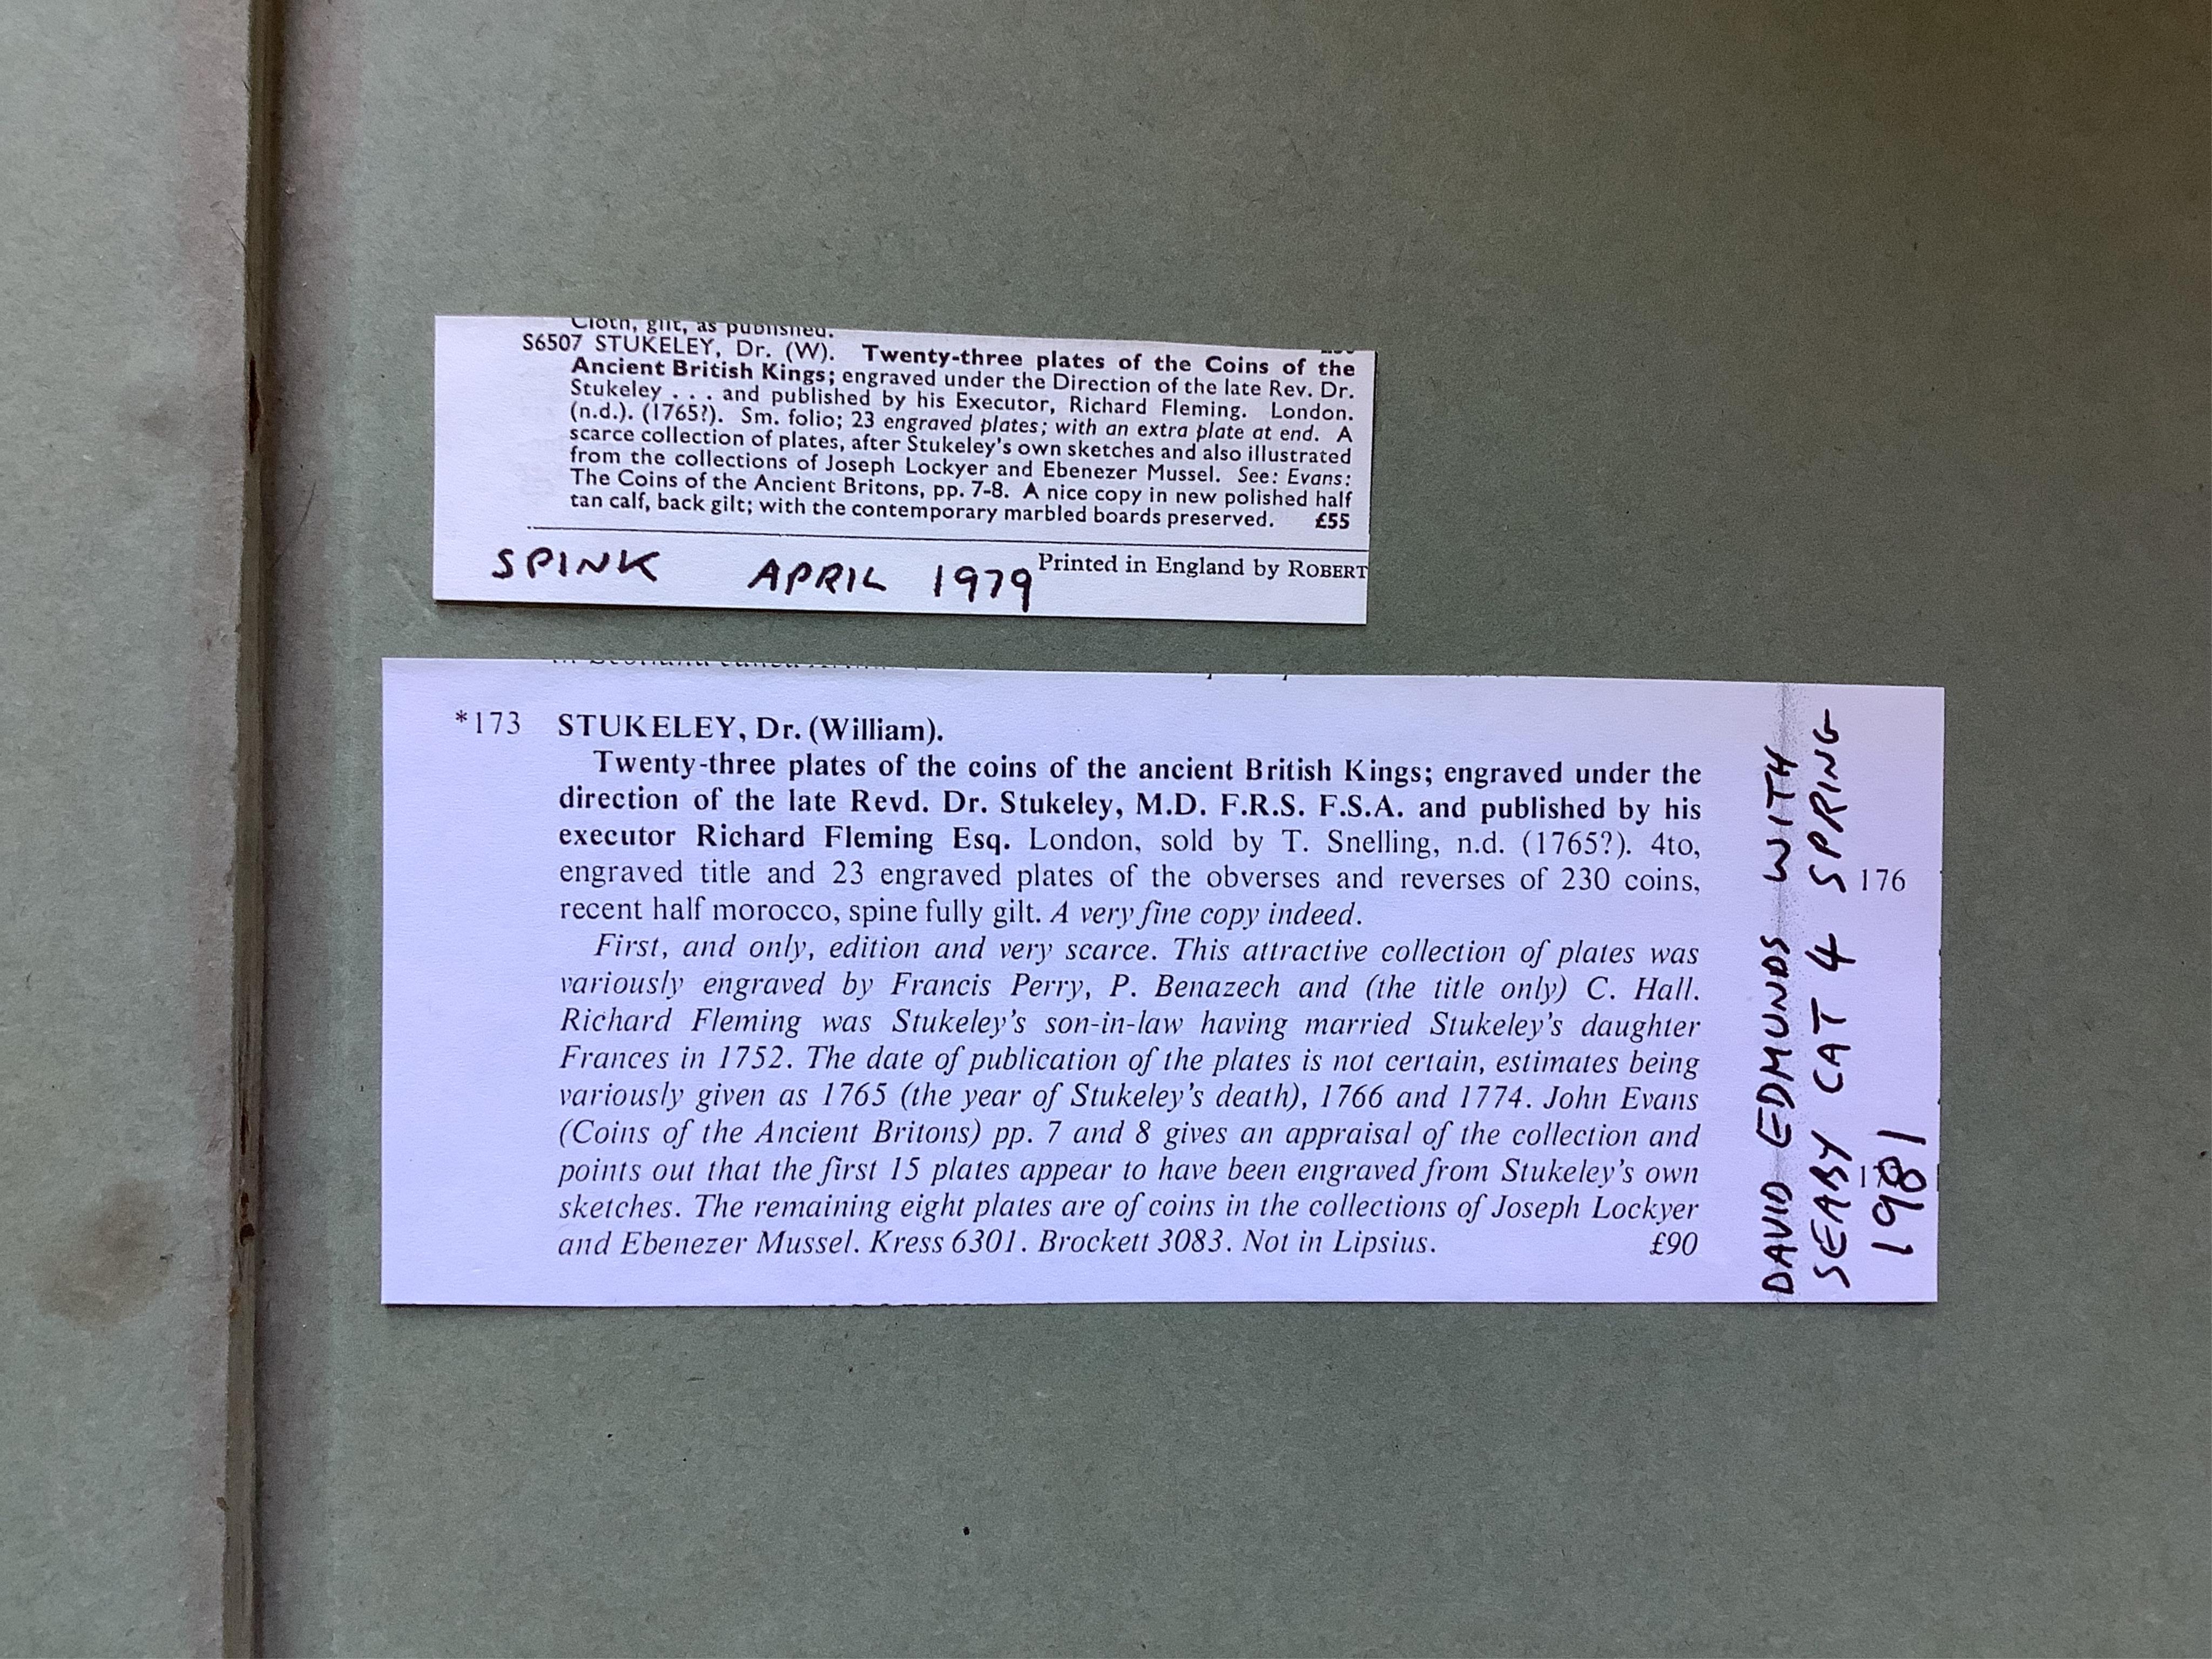 Cloth, gilt, as published.
S6507 STUKELEY, Dr. (W). Twenty-three plates of the Coins of the
Ancient British Kings; engraved under the Direction of the late Rev. Dr.
Stukeley . . . and published by his Executor, Richard Fleming. London.
(n.d.). (1765?). Sm. folio; 23 engraved plates; with an extra plate at end. A
scarce collection of plates, after Stukeley's own sketches and also illustrated
from the collections of Joseph Lockyer and Ebenezer Mussel. See: Evans:
The Coins of the Ancient Britons, pp. 7-8. A nice copy in new polished half
tan calf, back gilt; with the contemporary marbled boards preserved. £55
Printed in England by ROBERT
SPINK APRIL 1979
*173 STUKELEY, Dr. (William).
Twenty-three plates of the coins of the ancient British Kings; engraved under the
direction of the late Revd. Dr. Stukeley, M.D. F.R.S. F.S.A. and published by his
executor Richard Fleming Esq. London, sold by T. Snelling, n.d. (1765?). 4to,
engraved title and 23 engraved plates of the obverses and reverses of 230 coins,
recent half morocco, spine fully gilt. A very fine copy indeed.
First, and only, edition and very scarce. This attractive collection of plates was
variously engraved by Francis Perry, P. Benazech and (the title only) C. Hall.
Richard Fleming was Stukeley's son-in-law having married Stukeley's daughter
Frances in 1752. The date of publication of the plates is not certain, estimates being
variously given as 1765 (the year of Stukeley's death), 1766 and 1774. John Evans
(Coins of the Ancient Britons) pp. 7 and 8 gives an appraisal of the collection and
points out that the first 15 plates appear to have been engraved from Stukeley's own
sketches. The remaining eight plates are of coins in the collections of Joseph Lockyer
and Ebenezer Mussel. Kress 6301. Brockett 3083. Not in Lipsius. £90
DAVID EDMUNDS WITH
SEABY CAT 4 SPRING
1981
176